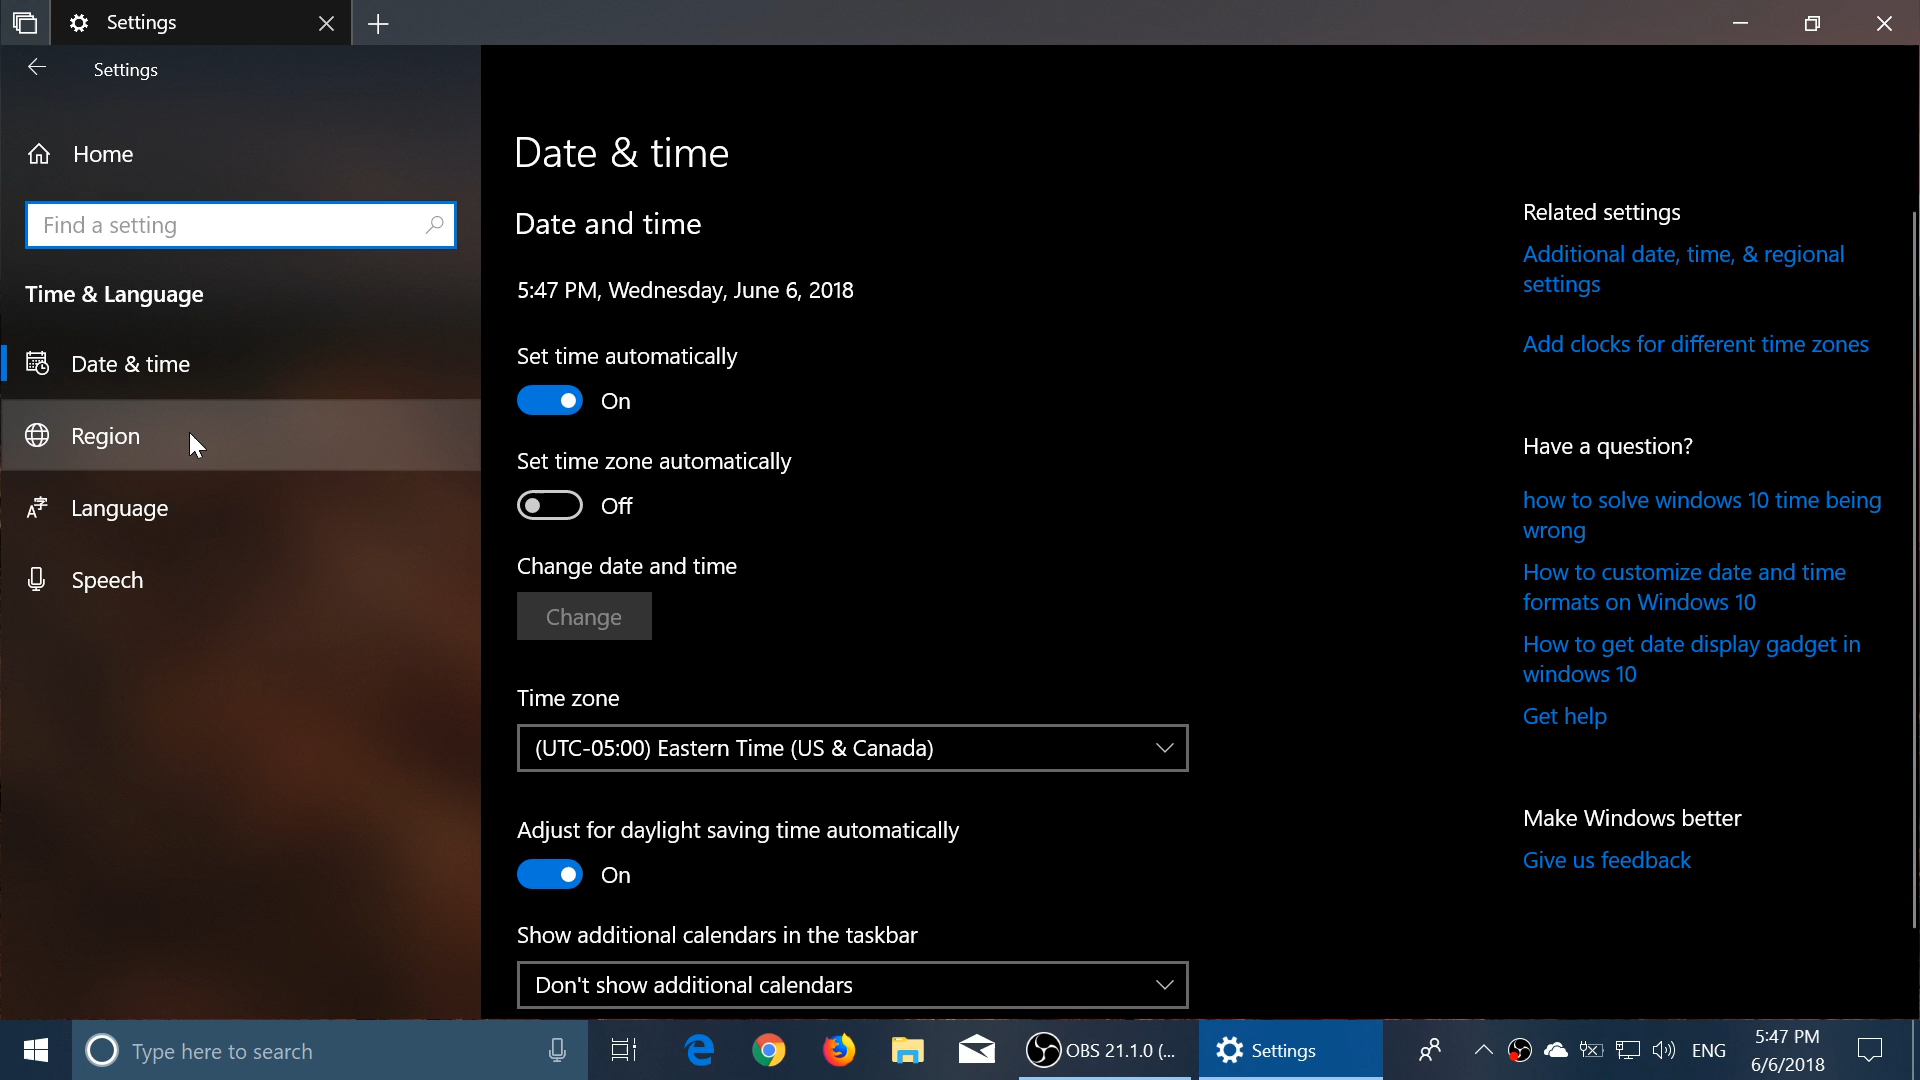 Settings
Settings
Home
Find a setting
Time & Language
Date & time
Region
Language
Speech
Date & time
Date and time
5:47 PM, Wednesday, June 6, 2018
Set time automatically
On
Set time zone automatically
Off
Change date and time
Change
Time zone
(UTC-05:00) Eastern Time (US & Canada)
Adjust for daylight saving time automatically
On
Show additional calendars in the taskbar
Don't show additional calendars
Related settings
Additional date, time, & regional
settings
Add clocks for different time zones
Have a question?
how to solve windows 10 time being
wrong
How to customize date and time
formats on Windows 10
How to get date display gadget in
windows 10
Get help
Make Windows better
Give us feedback
Type here to search
OBS 21.1.0 (...
Settings
ENG
5:47 PM
6/6/2018